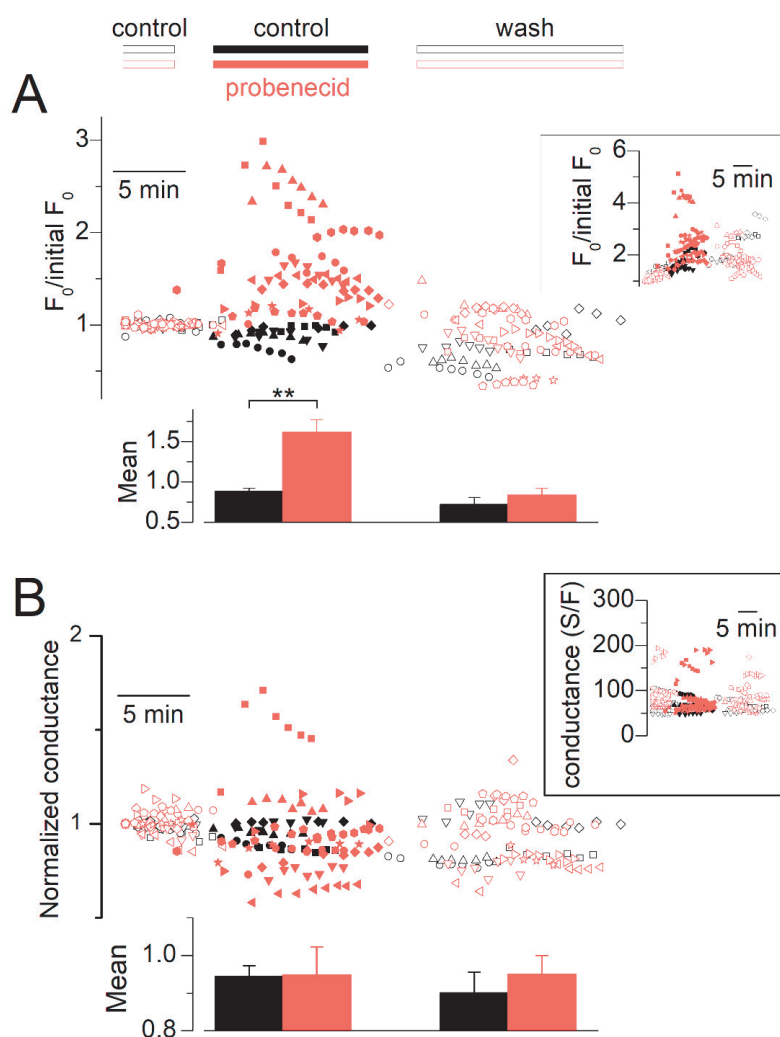 control control wash
probenecid
A
F₀/initial F₀
3
2
1
5 min
F₀/initial F₀
6
4
2
5 min
**
Mean
1.5
1.0
0.5
B
Normalized conductance
2
1
5 min
conductance (S/F)
300
200
100
0
5 min
Mean
1.0
0.8